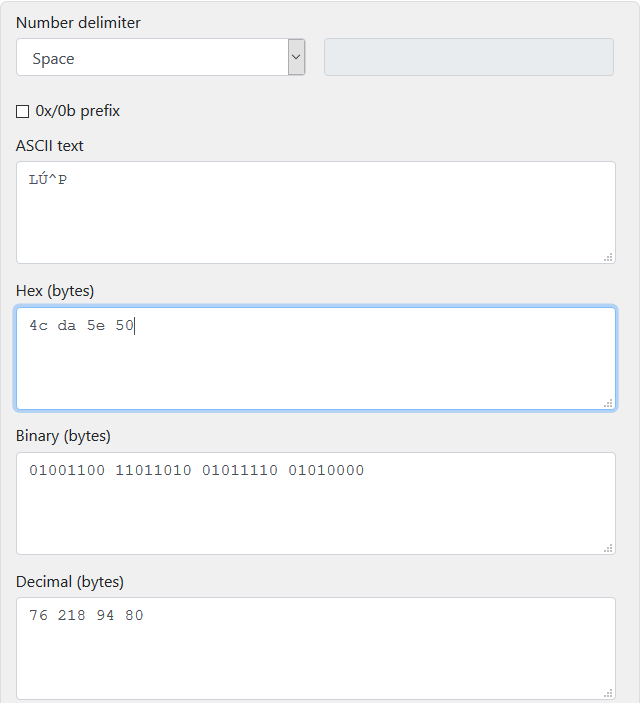 Number delimiter
Space
0x/0b prefix
ASCII text
LÚ^P
Hex (bytes)
4c da 5e 50
Binary (bytes)
01001100 11011010 01011110 01010000
Decimal (bytes)
76 218 94 80